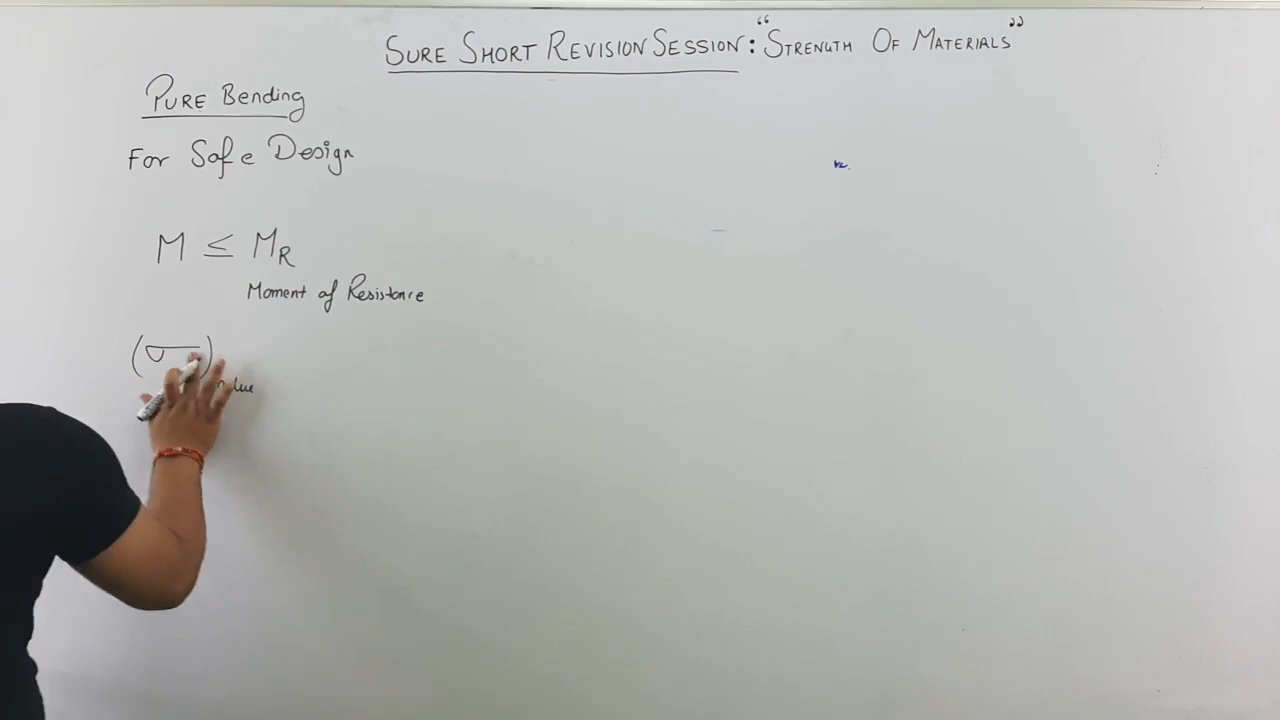 SURE SHORT REVISION SESSION: "STRENGTH OF MATERIALS"
PURE Bending
For Safe Design
M ≤ M_R
Moment of Resistance
(σ)